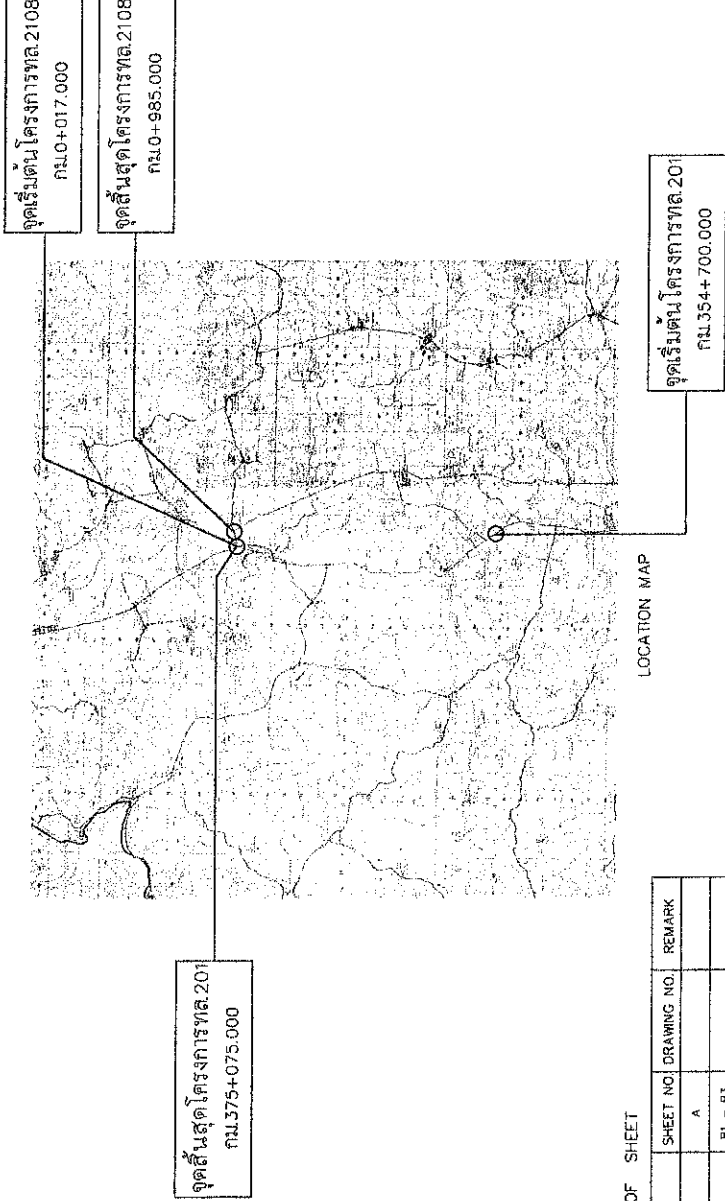 จุดเริ่มต้นโครงการทล.2108
กม.0+017.000
จุดสิ้นสุดโครงการทล.2108
กม.0+985.000
จุดสิ้นสุดโครงการทล.201
กม.375+075.000
จุดเริ่มต้นโครงการทล.201
กม.354+700.000
LOCATION MAP
OF SHEET
SHEET NO. DRAWING NO. REMARK
A